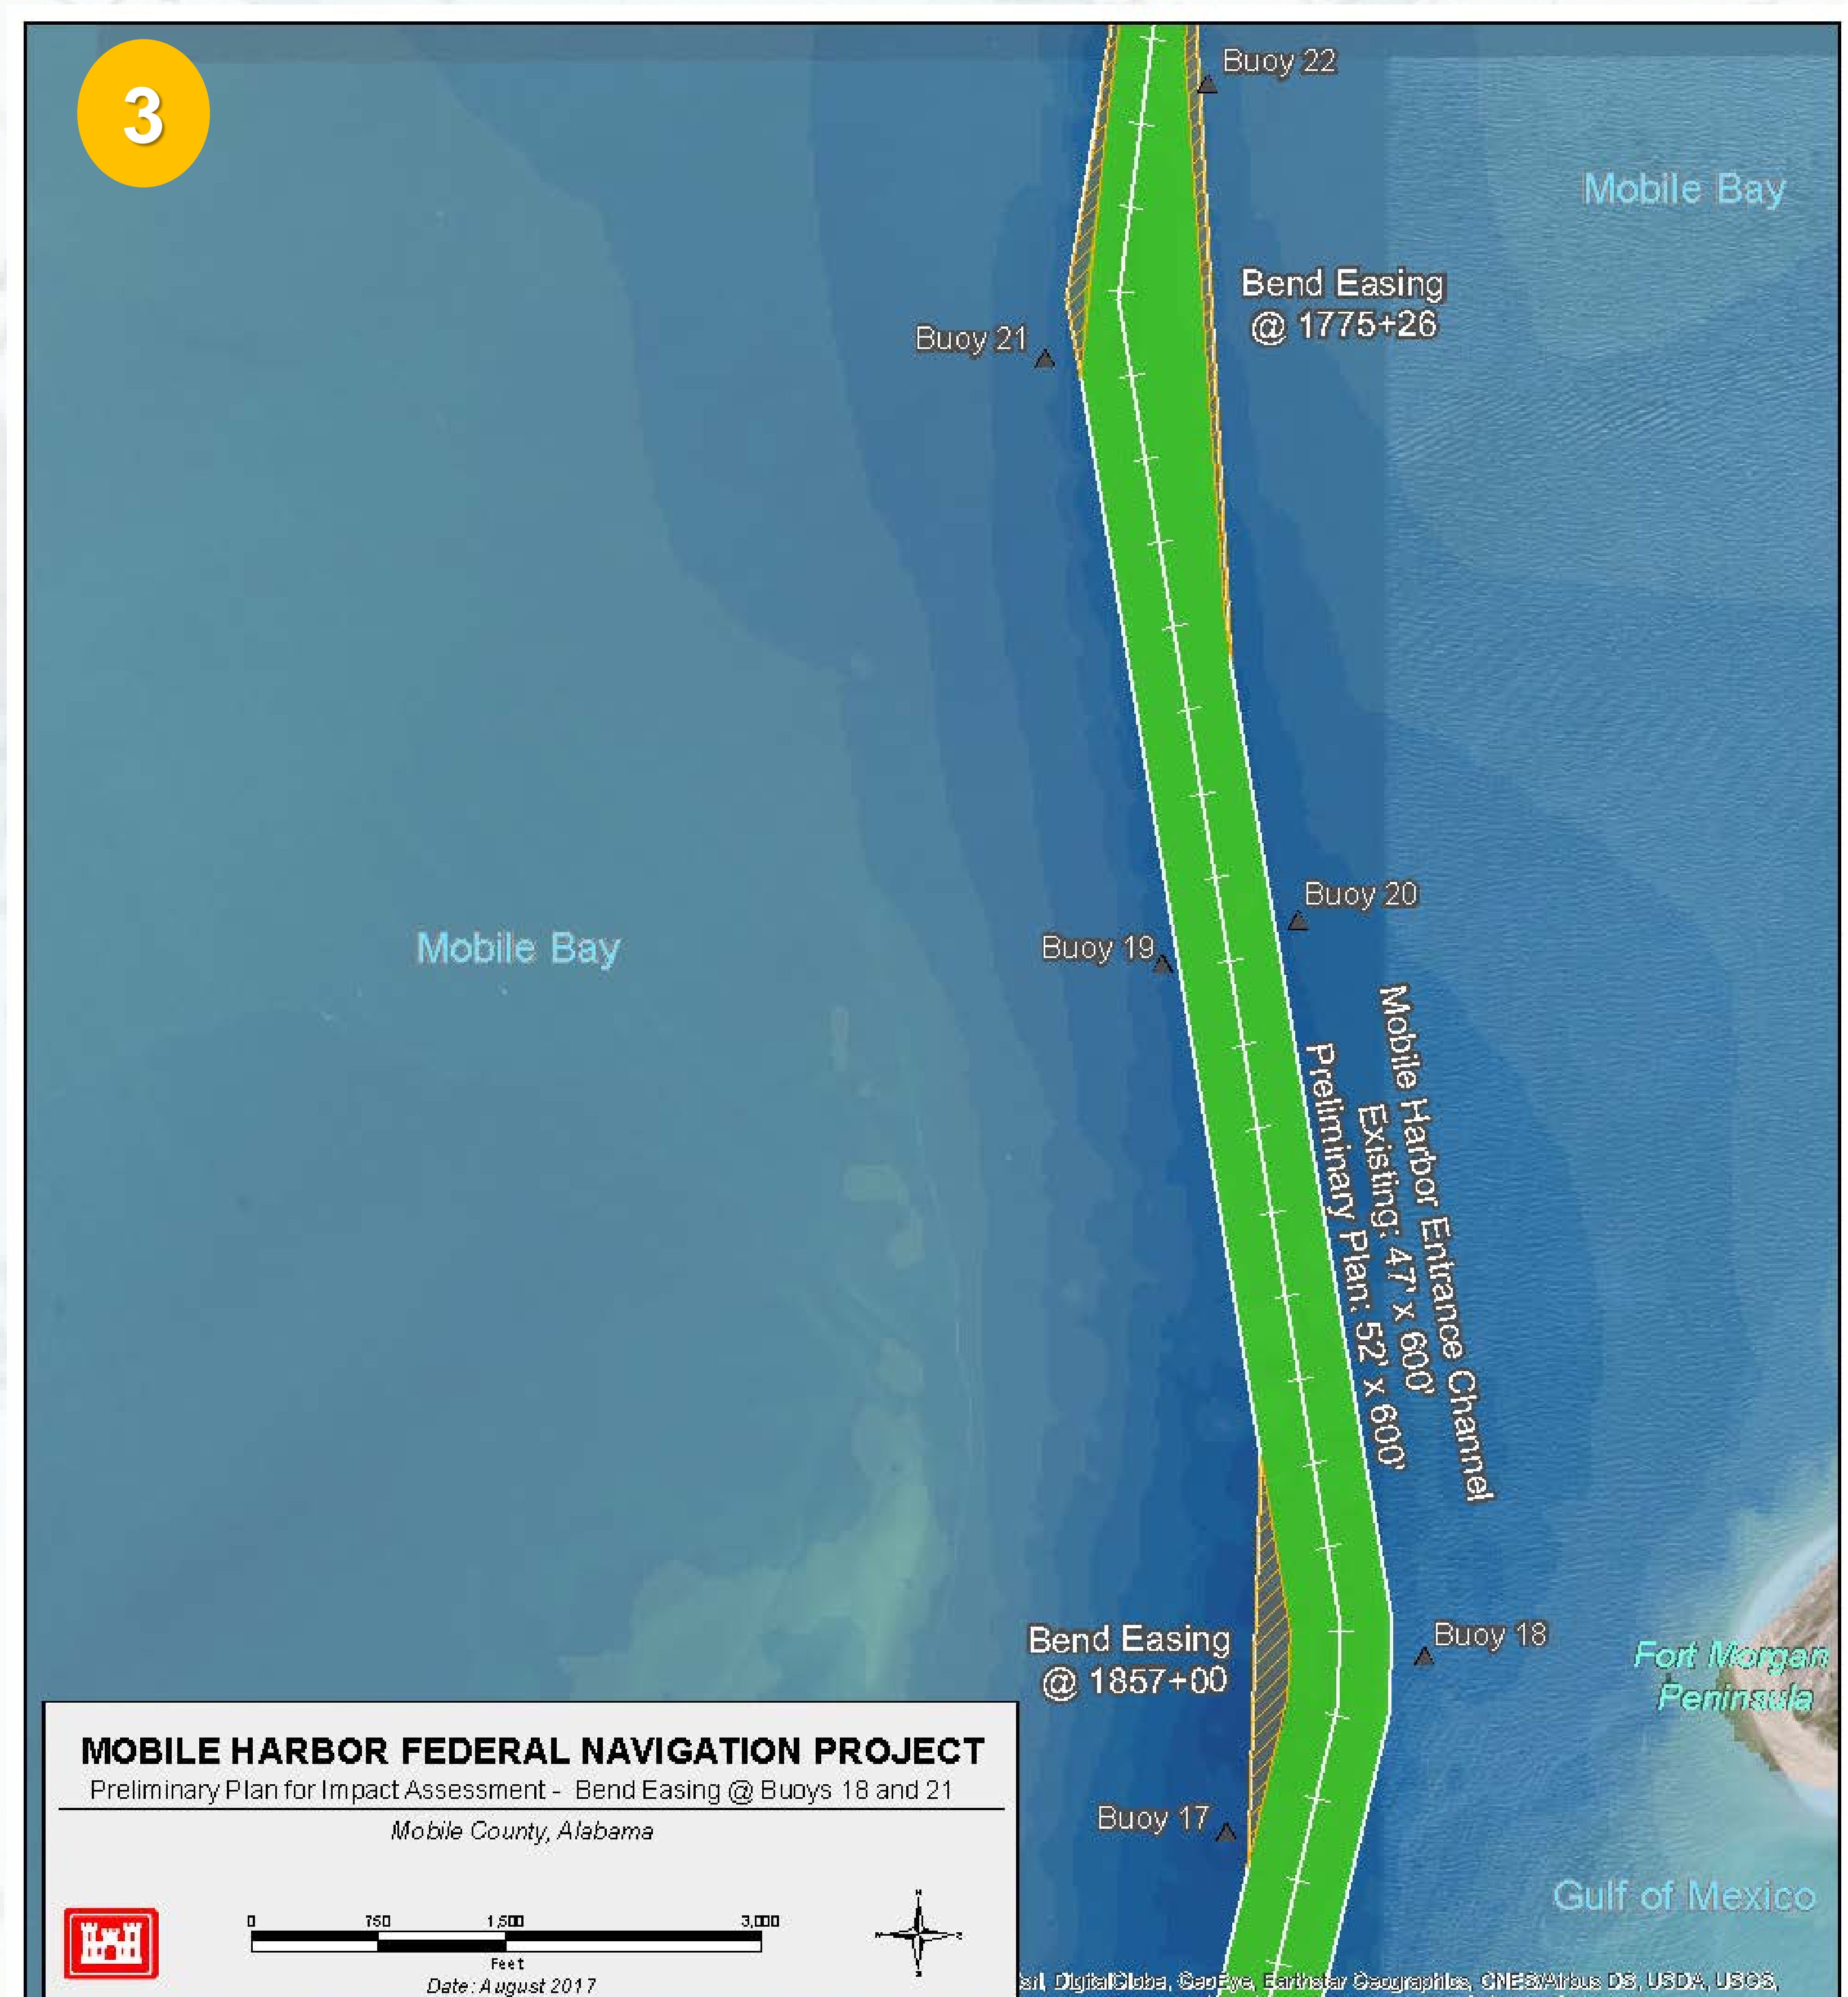 3
Buoy 22
Mobile Bay
Bend Easing
@ 1775+26
Buoy 21
Buoy 20
Buoy 19
Mobile Bay
Mobile Harbor Entrance Channel
Existing: 47' x 600'
Preliminary Plan: 52' x 600'
Bend Easing
@ 1857+00
Buoy 18
Fort Morgan
Peninsula
Buoy 17
Gulf of Mexico
MOBILE HARBOR FEDERAL NAVIGATION PROJECT
Preliminary Plan for Impact Assessment - Bend Easing @ Buoys 18 and 21
Mobile County, Alabama
0 750 1,500 3,000
Feet
Date: August 2017
N
S
DigitalGlobe, GeoEye, Earthstar Geographics, CNES/Airbus DS, USDA, USGS,